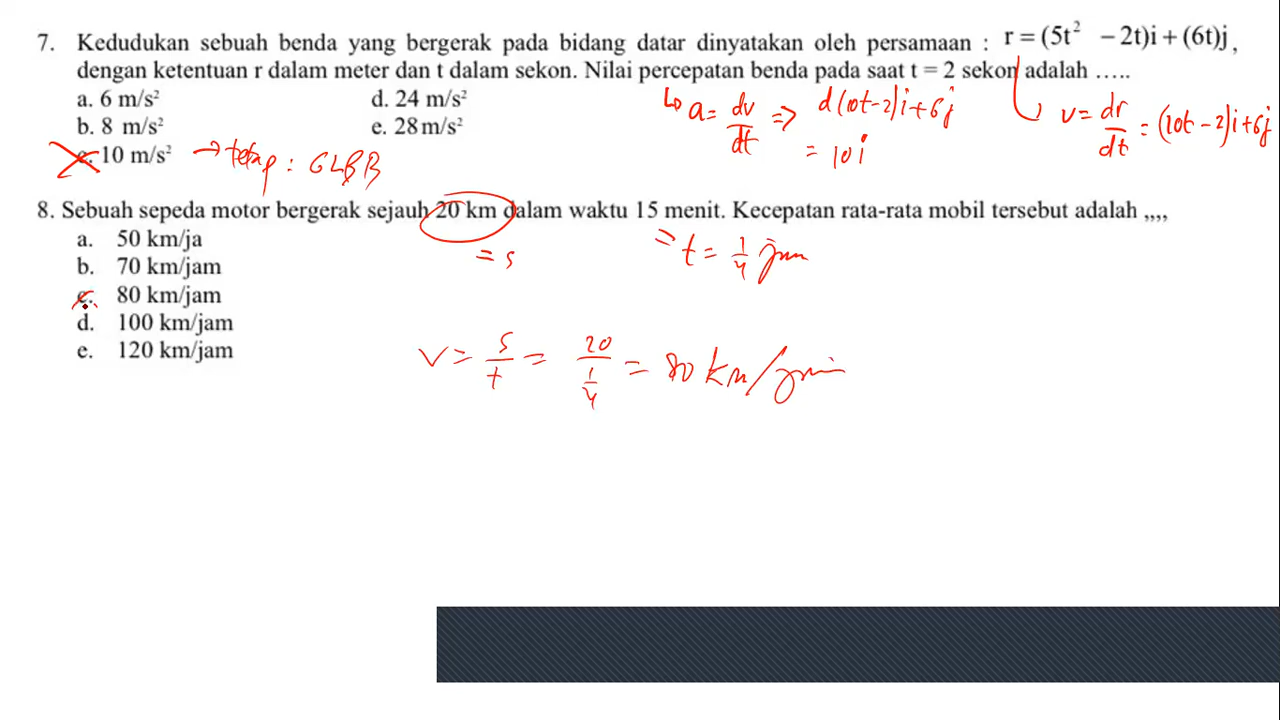 7. Kedudukan sebuah benda yang bergerak pada bidang datar dinyatakan oleh persamaan : r = (5t² – 2t)i + (6t)j,
dengan ketentuan r dalam meter dan t dalam sekon. Nilai percepatan benda pada saat t = 2 sekon adalah …..
a. 6 m/s²
d. 24 m/s²
b. 8 m/s²
e. 28 m/s²
c. 10 m/s² → tetap : GLBB
↳ a = dv/dt ⇒ d(10t-2)i+6j
= 10i
v = dr/dt = (10t - 2)i + 6j
8. Sebuah sepeda motor bergerak sejauh 20 km dalam waktu 15 menit. Kecepatan rata-rata mobil tersebut adalah ,,,,
= s
= t = 1/4 jam
a. 50 km/ja
b. 70 km/jam
c. 80 km/jam
d. 100 km/jam
e. 120 km/jam
v = s/t = 20/(1/4) = 80 km/jam